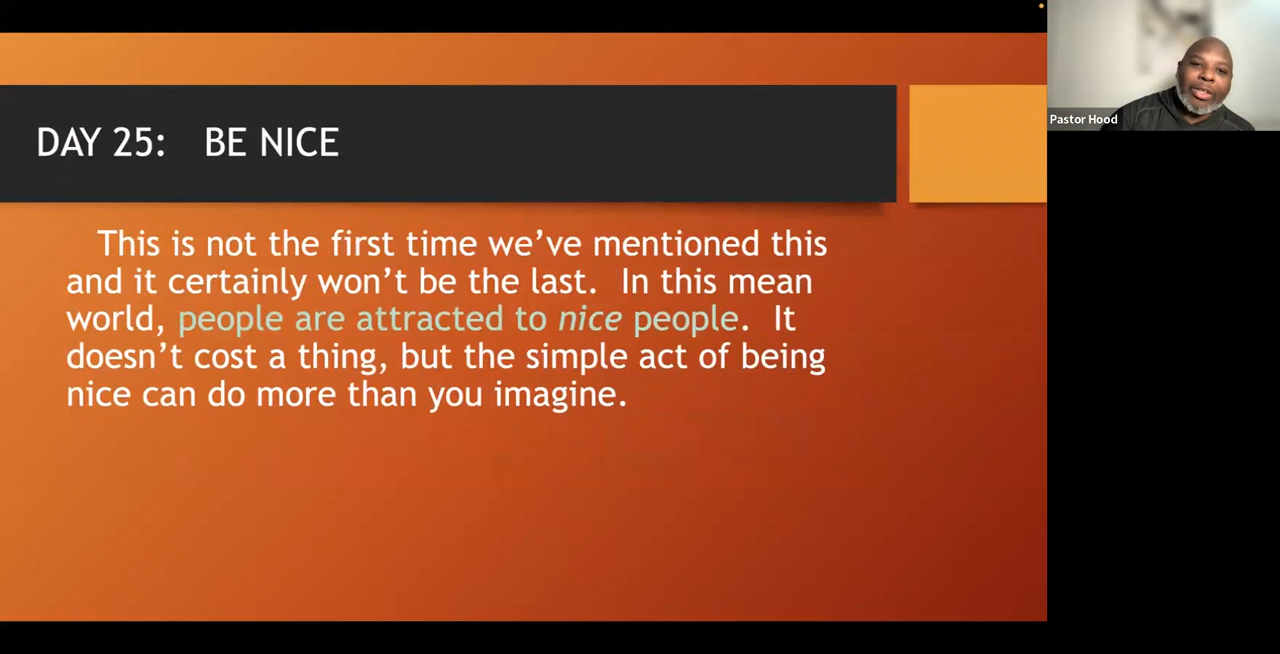 DAY 25: BE NICE
This is not the first time we’ve mentioned this
and it certainly won’t be the last. In this mean
world, people are attracted to nice people. It
doesn’t cost a thing, but the simple act of being
nice can do more than you imagine.
Pastor Hood